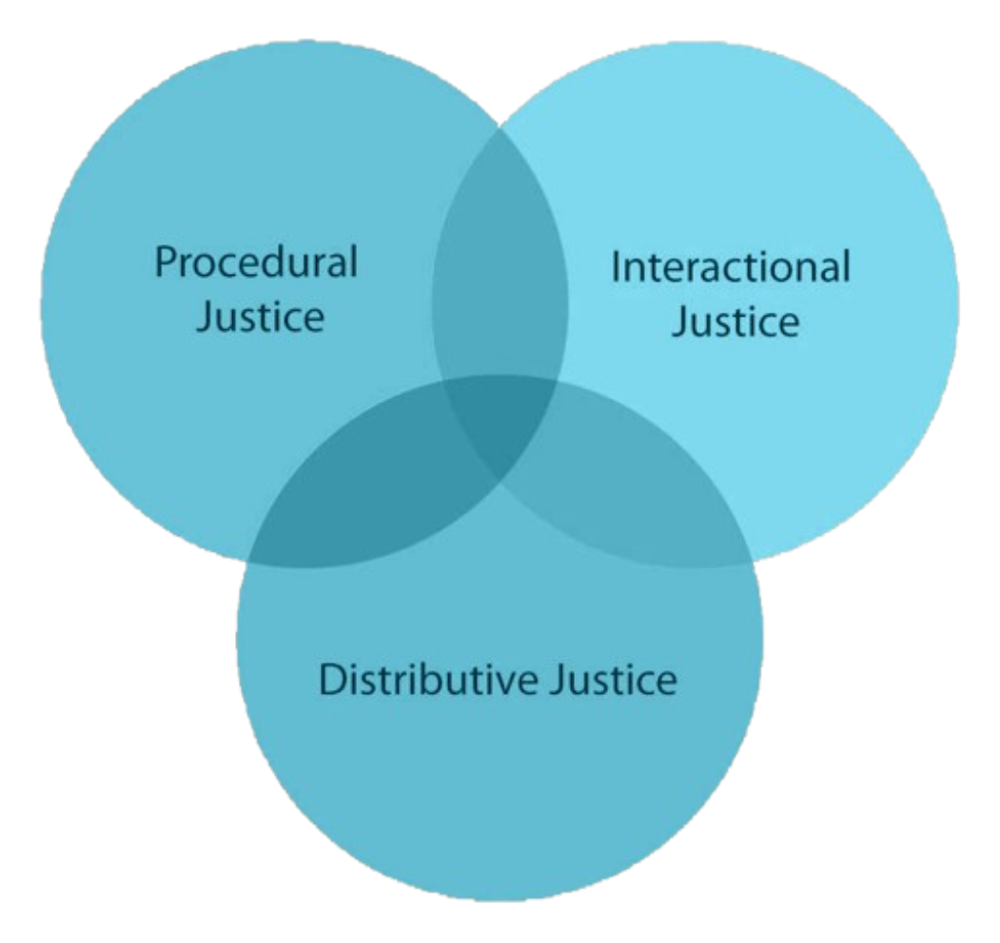 Procedural
Justice
Interactional
Justice
Distributive Justice